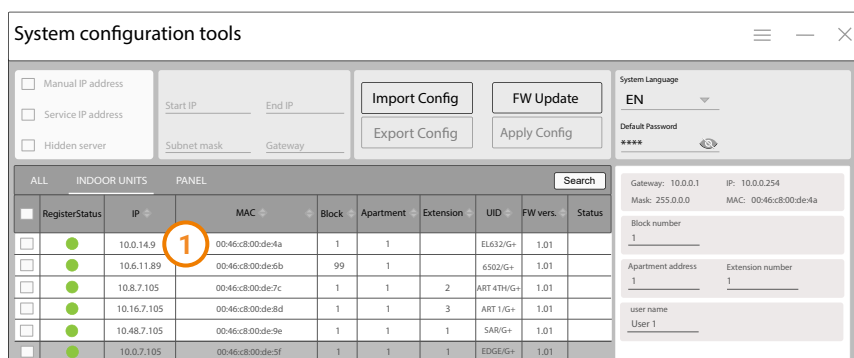 System configuration tools
Manual IP address
Service IP address
Hidden server
Start IP End IP
Subnet mask Gateway
Import Config FW Update
Export Config Apply Config
System Language
EN
Default Password
****
ALL INDOOR UNITS PANEL Search
RegisterStatus IP MAC Block Apartment Extension UID FW vers. Status
10.0.14.9 1 00:46:c8:00:de:4a 1 1 EL632/G+ 1.01
10.6.11.89 00:46:c8:00:de:6b 99 1 6502/G+ 1.01
10.8.7.105 00:46:c8:00:de:7c 1 1 2 ART 4TH/G+ 1.01
10.16.7.105 00:46:c8:00:de:8d 1 1 3 ART 1/G+ 1.01
10.48.7.105 00:46:c8:00:de:9e 1 1 1 SAR/G+ 1.01
10.0.7.105 00:46:c8:00:de:5f 1 1 1 EDGE/G+ 1.01
Gateway: 10.0.0.1 IP: 10.0.0.254
Mask: 255.0.0.0 MAC: 00:46:c8:00:de:4a
Block number
1
Apartment address Extension number
1 1
user name
User 1